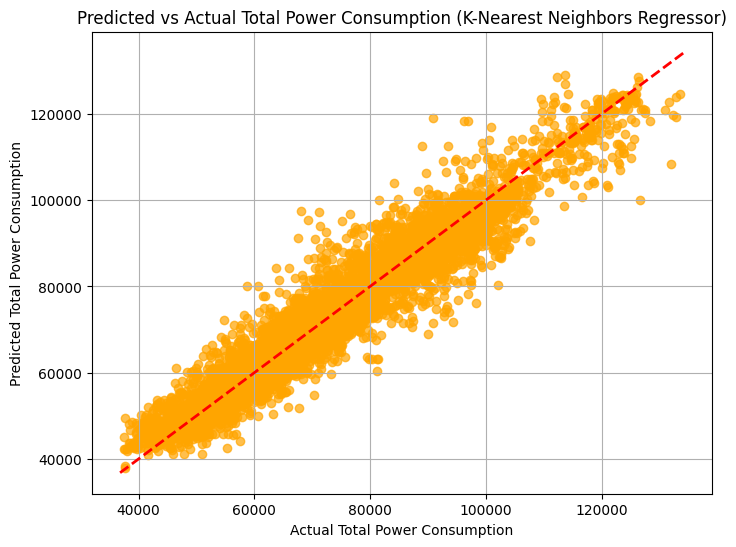 Predicted vs Actual Total Power Consumption (K-Nearest Neighbors Regressor)
Predicted Total Power Consumption
120000
100000
80000
60000
40000
40000 60000 80000 100000 120000
Actual Total Power Consumption